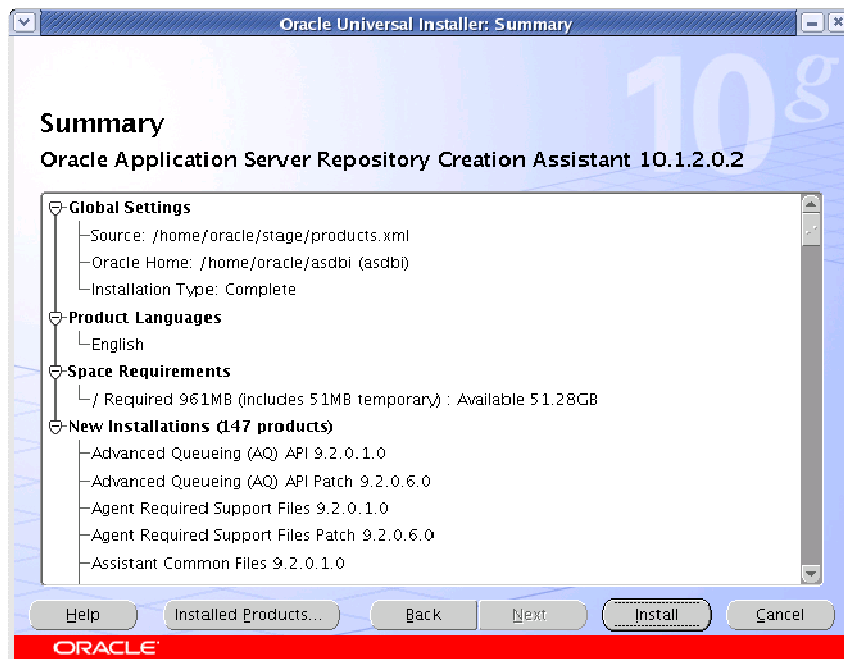 Oracle Universal Installer: Summary
10g
Summary
Oracle Application Server Repository Creation Assistant 10.1.2.0.2
Global Settings
Source: /home/oracle/stage/products.xml
Oracle Home: /home/oracle/asdbi (asdbi)
Installation Type: Complete
Product Languages
English
Space Requirements
/ Required 961MB (includes 51MB temporary) : Available 51.28GB
New Installations (147 products)
Advanced Queueing (AQ) API 9.2.0.1.0
Advanced Queueing (AQ) API Patch 9.2.0.6.0
Agent Required Support Files 9.2.0.1.0
Agent Required Support Files Patch 9.2.0.6.0
Assistant Common Files 9.2.0.1.0
Help Installed Products... Back Next Install Cancel
ORACLE